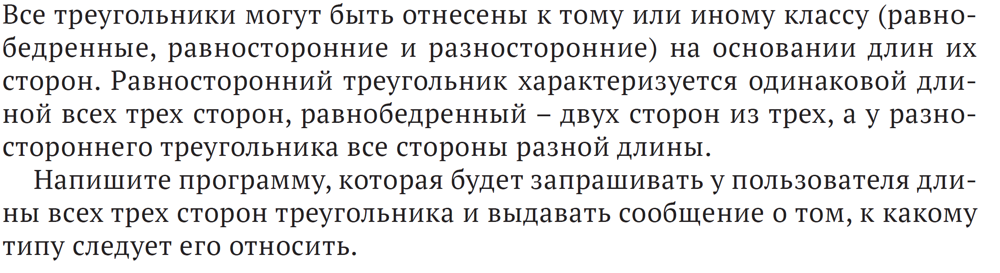 Все треугольники могут быть отнесены к тому или иному классу (равно-
бедренные, равносторонние и разносторонние) на основании длин их
сторон. Равносторонний треугольник характеризуется одинаковой дли-
ной всех трех сторон, равнобедренный – двух сторон из трех, а у разно-
стороннего треугольника все стороны разной длины.
Напишите программу, которая будет запрашивать у пользователя дли-
ны всех трех сторон треугольника и выдавать сообщение о том, к какому
типу следует его относить.